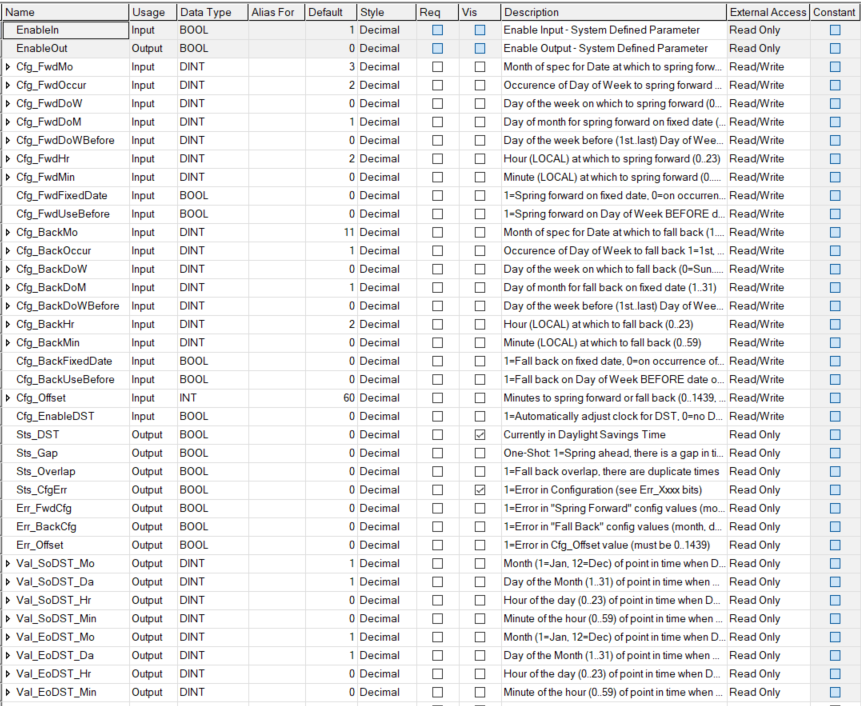 Name Usage Data Type Alias For Default Style Req Vis Description External Access Constant
EnableIn Input BOOL 1 Decimal Enable Input - System Defined Parameter Read Only
EnableOut Output BOOL 0 Decimal Enable Output - System Defined Parameter Read Only
Cfg_FwdMo Input DINT 3 Decimal Month of spec for Date at which to spring forw... Read/Write
Cfg_FwdOccur Input DINT 2 Decimal Occurence of Day of Week to spring forward ... Read/Write
Cfg_FwdDoW Input DINT 0 Decimal Day of the week on which to spring forward (0... Read/Write
Cfg_FwdDoM Input DINT 1 Decimal Day of month for spring forward on fixed date (... Read/Write
Cfg_FwdDoWBefore Input DINT 0 Decimal Day of the week before (1st..last) Day of Wee... Read/Write
Cfg_FwdHr Input DINT 2 Decimal Hour (LOCAL) at which to spring forward (0..23) Read/Write
Cfg_FwdMin Input DINT 0 Decimal Minute (LOCAL) at which to spring forward (0..... Read/Write
Cfg_FwdFixedDate Input BOOL 0 Decimal 1=Spring forward on fixed date, 0=on occurren... Read/Write
Cfg_FwdUseBefore Input BOOL 0 Decimal 1=Spring forward on Day of Week BEFORE d... Read/Write
Cfg_BackMo Input DINT 11 Decimal Month of spec for Date at which to fall back (1.... Read/Write
Cfg_BackOccur Input DINT 1 Decimal Occurence of Day of Week to fall back 1=1st, ... Read/Write
Cfg_BackDoW Input DINT 0 Decimal Day of the week on which to fall back (0=Sun.... Read/Write
Cfg_BackDoM Input DINT 1 Decimal Day of month for fall back on fixed date (1..31) Read/Write
Cfg_BackDoWBefore Input DINT 0 Decimal Day of the week before (1st..last) Day of Wee... Read/Write
Cfg_BackHr Input DINT 2 Decimal Hour (LOCAL) at which to fall back (0..23) Read/Write
Cfg_BackMin Input DINT 0 Decimal Minute (LOCAL) at which to fall back (0..59) Read/Write
Cfg_BackFixedDate Input BOOL 0 Decimal 1=Fall back on fixed date, 0=on occurrence of... Read/Write
Cfg_BackUseBefore Input BOOL 0 Decimal 1=Fall back on Day of Week BEFORE date o... Read/Write
Cfg_Offset Input INT 60 Decimal Minutes to spring forward or fall back (0..1439, ... Read/Write
Cfg_EnableDST Input BOOL 0 Decimal 1=Automatically adjust clock for DST, 0=no D... Read/Write
Sts_DST Output BOOL 0 Decimal Currently in Daylight Savings Time Read Only
Sts_Gap Output BOOL 0 Decimal One-Shot: 1=Spring ahead, there is a gap in ti... Read Only
Sts_Overlap Output BOOL 0 Decimal 1=Fall back overlap, there are duplicate times Read Only
Sts_CfgErr Output BOOL 0 Decimal 1=Error in Configuration (see Err_Xxxx bits) Read Only
Err_FwdCfg Output BOOL 0 Decimal 1=Error in "Spring Forward" config values (mo... Read Only
Err_BackCfg Output BOOL 0 Decimal 1=Error in "Fall Back" config values (month, d... Read Only
Err_Offset Output BOOL 0 Decimal 1=Error in Cfg_Offset value (must be 0..1439) Read Only
Val_SoDST_Mo Output DINT 1 Decimal Month (1=Jan, 12=Dec) of point in time when D... Read Only
Val_SoDST_Da Output DINT 1 Decimal Day of the Month (1..31) of point in time when ... Read Only
Val_SoDST_Hr Output DINT 0 Decimal Hour of the day (0..23) of point in time when D... Read Only
Val_SoDST_Min Output DINT 0 Decimal Minute of the hour (0..59) of point in time when ... Read Only
Val_EoDST_Mo Output DINT 1 Decimal Month (1=Jan, 12=Dec) of point in time when D... Read Only
Val_EoDST_Da Output DINT 1 Decimal Day of the Month (1..31) of point in time when ... Read Only
Val_EoDST_Hr Output DINT 0 Decimal Hour of the day (0..23) of point in time when D... Read Only
Val_EoDST_Min Output DINT 0 Decimal Minute of the hour (0..59) of point in time when ... Read Only